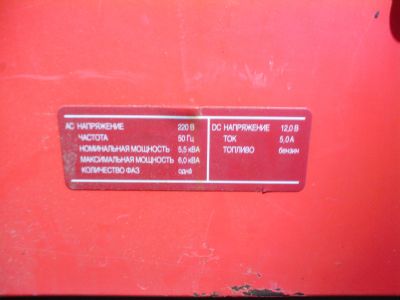 AC НАПРЯЖЕНИЕ 220 В
ЧАСТОТА 50 Гц
НОМИНАЛЬНАЯ МОЩНОСТЬ 5,5 кВА
МАКСИМАЛЬНАЯ МОЩНОСТЬ 6,0 кВА
КОЛИЧЕСТВО ФАЗ одна
DC НАПРЯЖЕНИЕ 12,0 В
ТОК 5,0 А
ТОПЛИВО бензин